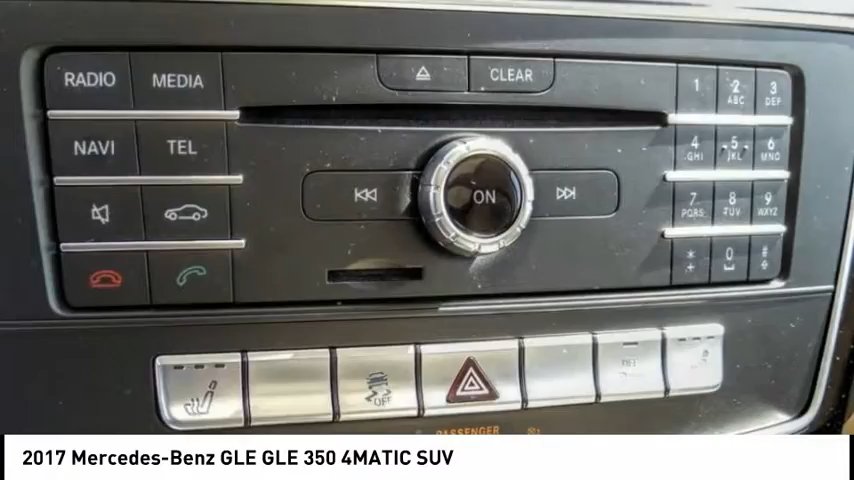 RADIO MEDIA CLEAR 1 2 3
ABC DEF
NAVI TEL 4 5 6
GHI JKL MNO
ON 7 8 9
PQRS TUV WXYZ
* 0 #
+
OFF OFF
PASSENGER
2017 Mercedes-Benz GLE GLE 350 4MATIC SUV